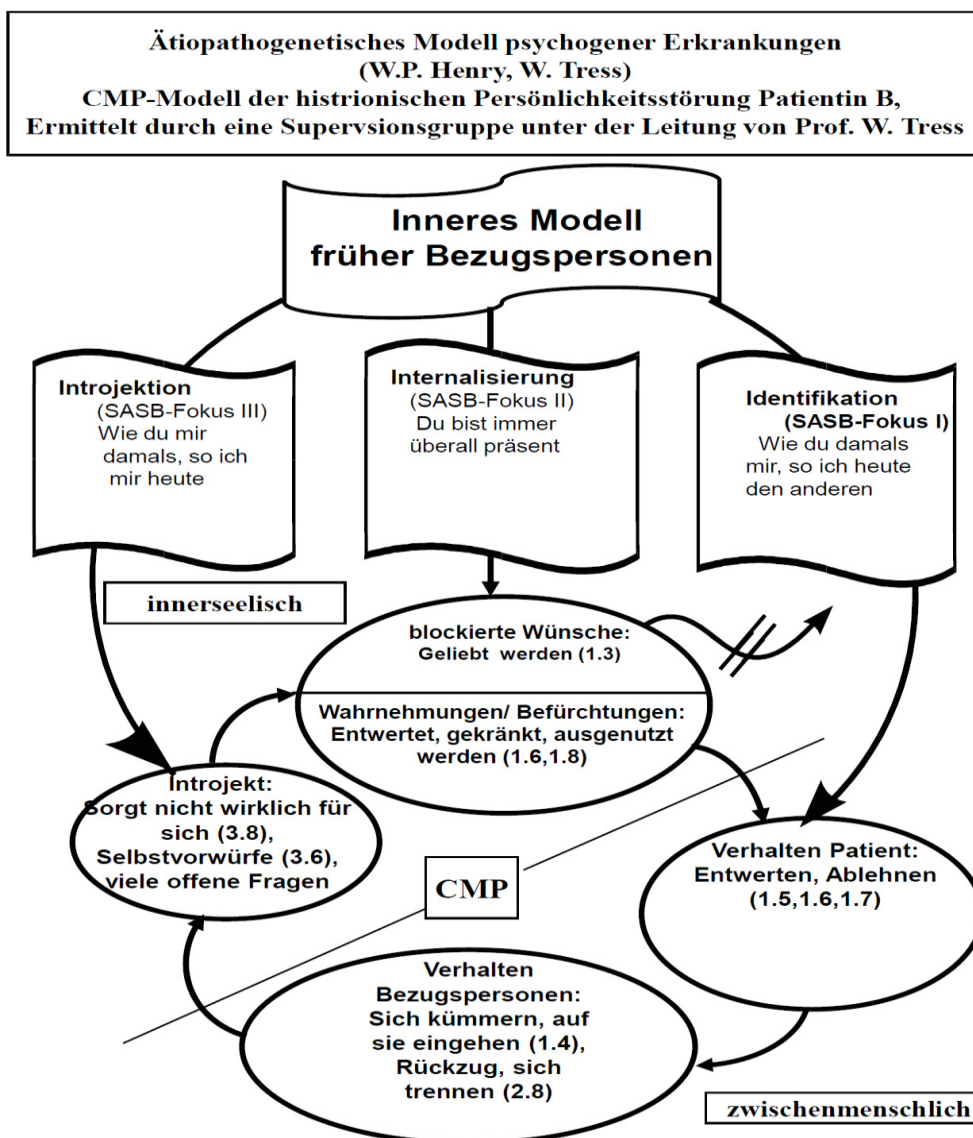 Ätiopathogenetisches Modell psychogener Erkrankungen
(W.P. Henry, W. Tress)
CMP-Modell der histrionischen Persönlichkeitsstörung Patientin B,
Ermittelt durch eine Supervsionsgruppe unter der Leitung von Prof. W. Tress
Inneres Modell
früher Bezugspersonen
Introjektion
(SASB-Fokus III)
Wie du mir
damals, so ich
mir heute
Internalisierung
(SASB-Fokus II)
Du bist immer
überall präsent
Identifikation
(SASB-Fokus I)
Wie du damals
mir, so ich heute
den anderen
innerseelisch
blockierte Wünsche:
Geliebt werden (1.3)
Wahrnehmungen/ Befürchtungen:
Entwertet, gekränkt, ausgenutzt
werden (1.6,1.8)
Introjekt:
Sorgt nicht wirklich für
sich (3.8),
Selbstvorwürfe (3.6),
viele offene Fragen
CMP
Verhalten Patient:
Entwerten, Ablehnen
(1.5,1.6,1.7)
Verhalten
Bezugspersonen:
Sich kümmern, auf
sie eingehen (1.4),
Rückzug, sich
trennen (2.8)
zwischenmenschlich